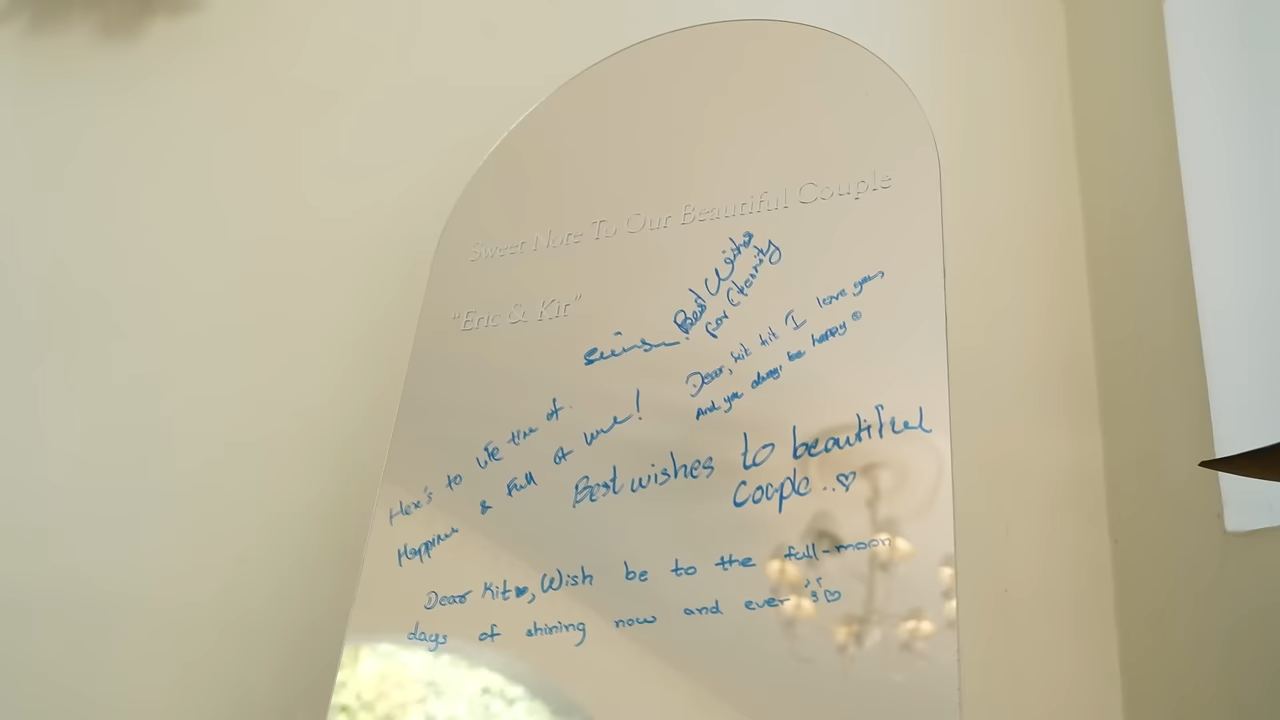 Sweet Note To Our Beautiful Couple
"Eric & Kit"
Best Wishes
for Eternity
Dear, kit kit I love you,
And you always be happy
Here's to life time of
Happiness & full of love!
Best wishes to beautiful
Couple..♡
Dear Kit, Wish be to the full-moon
days of shining now and ever